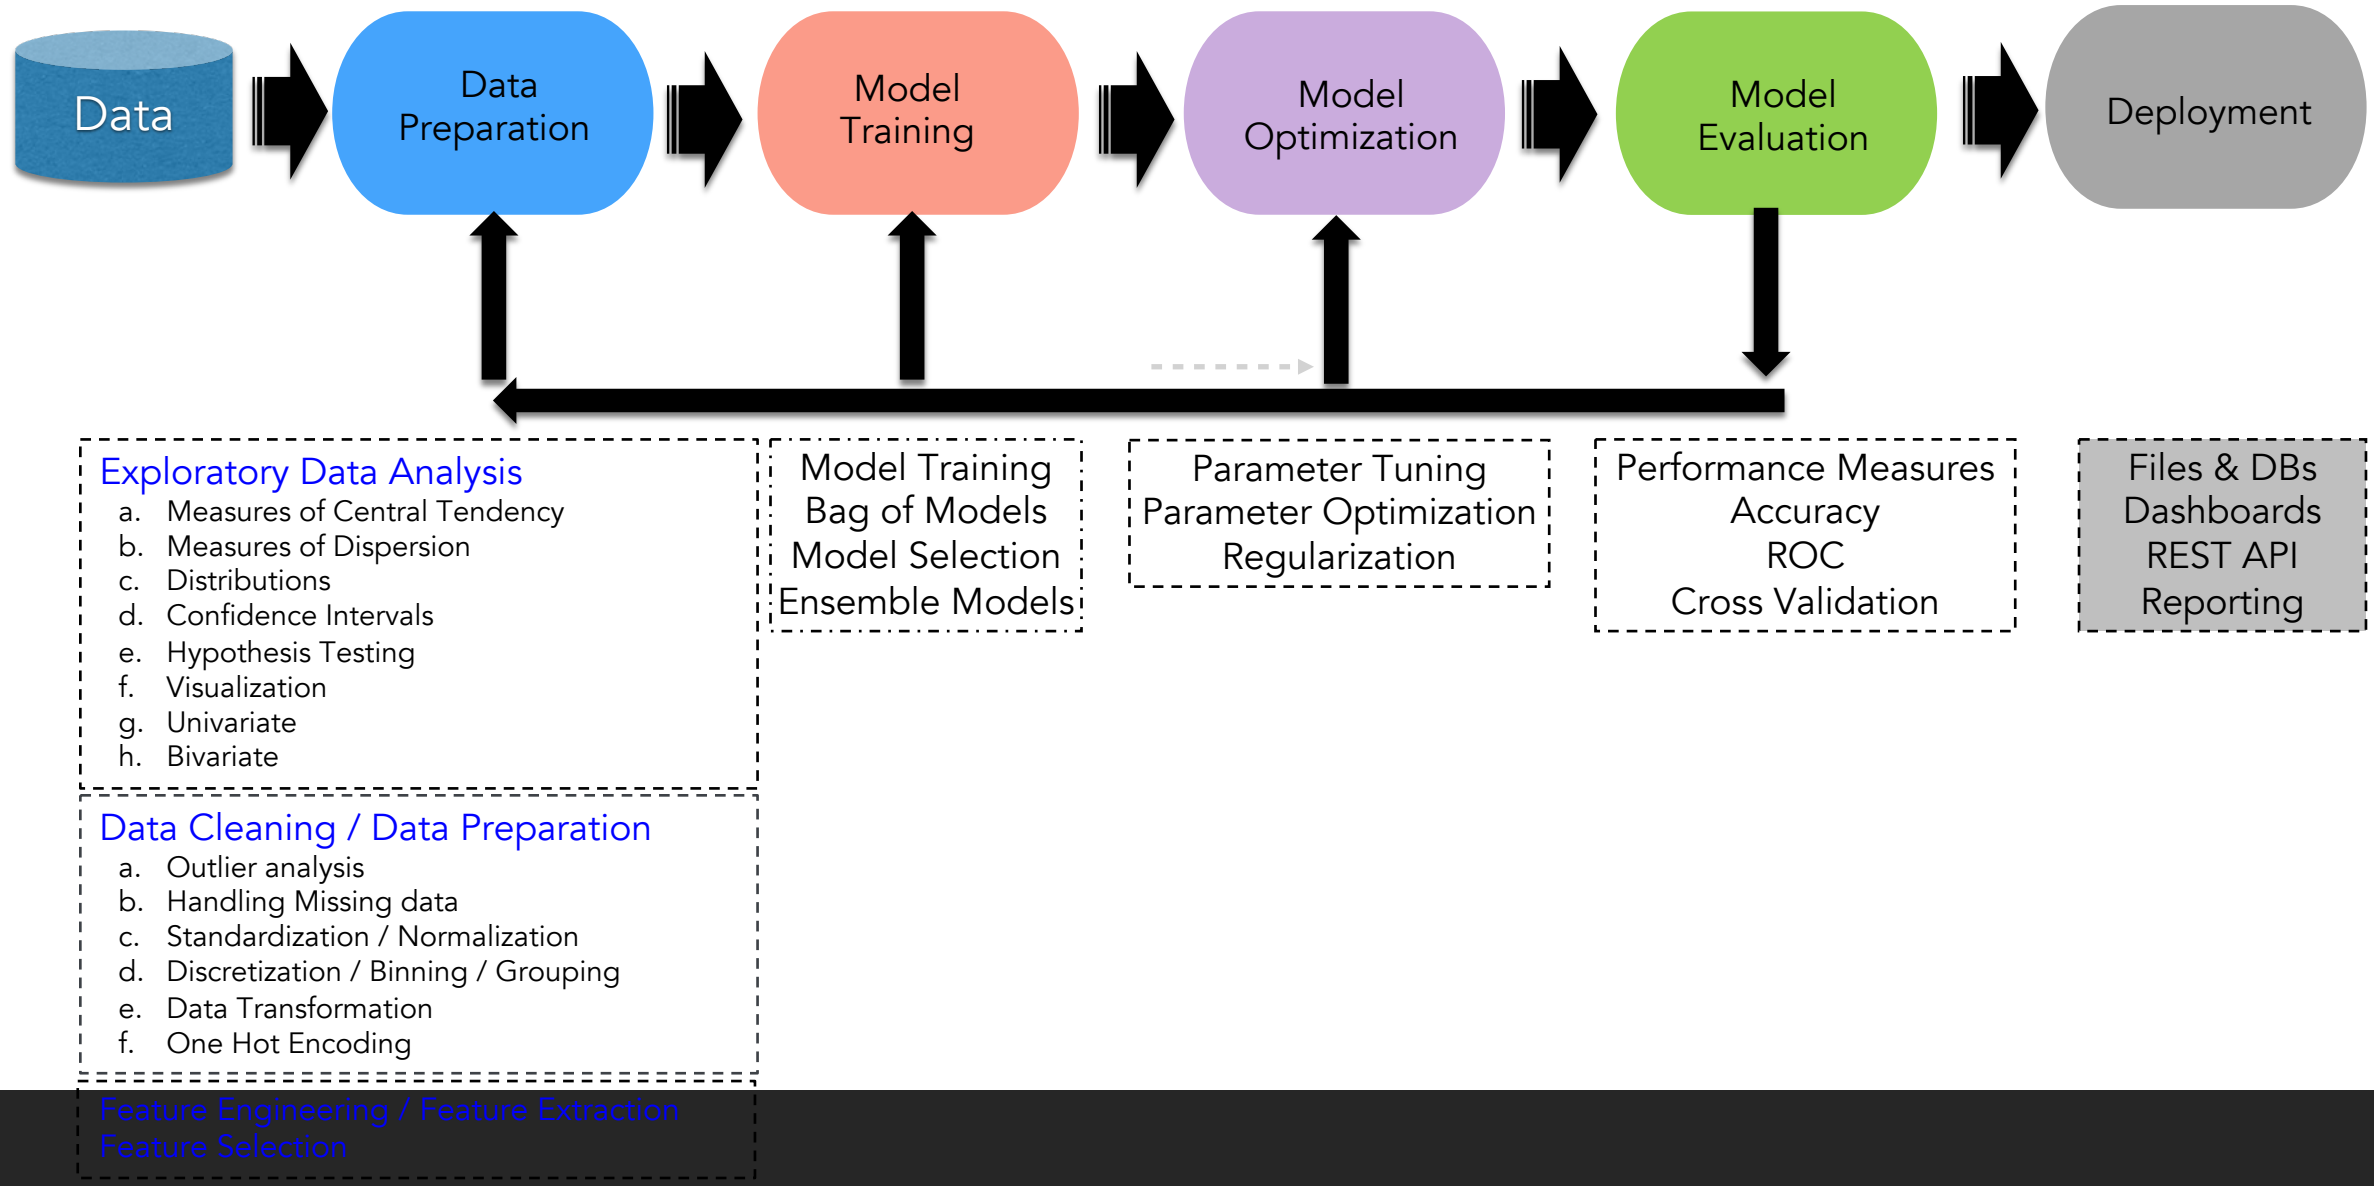 Data
Data
Preparation
Model
Training
Model
Optimization
Model
Evaluation
Deployment
Exploratory Data Analysis
a. Measures of Central Tendency
b. Measures of Dispersion
c. Distributions
d. Confidence Intervals
e. Hypothesis Testing
f. Visualization
g. Univariate
h. Bivariate
Data Cleaning / Data Preparation
a. Outlier analysis
b. Handling Missing data
c. Standardization / Normalization
d. Discretization / Binning / Grouping
e. Data Transformation
f. One Hot Encoding
Feature Engineering / Feature Extraction
Feature Selection
Model Training
Bag of Models
Model Selection
Ensemble Models
Parameter Tuning
Parameter Optimization
Regularization
Performance Measures
Accuracy
ROC
Cross Validation
Files & DBs
Dashboards
REST API
Reporting